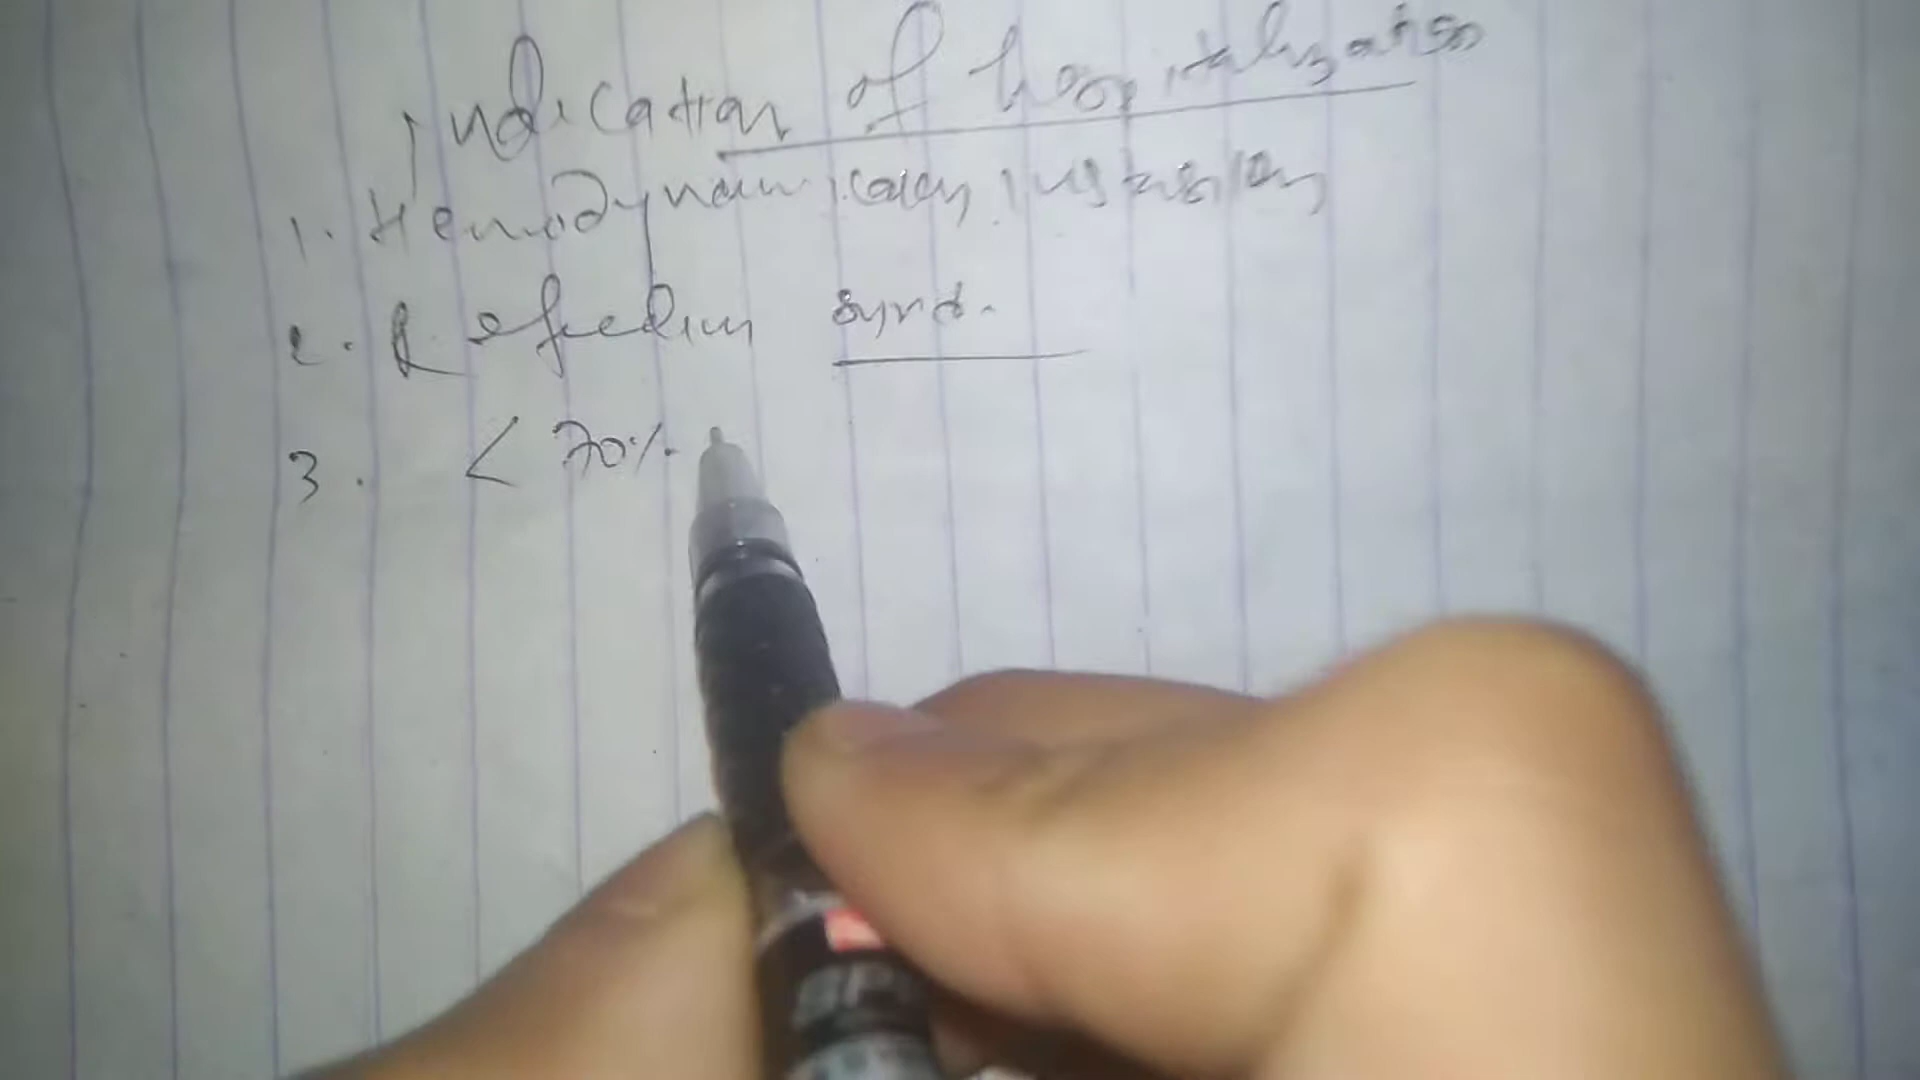 Indication of hospitalization
1. Hemodynamically instability
2. Refeeding synd.
3. < 70%